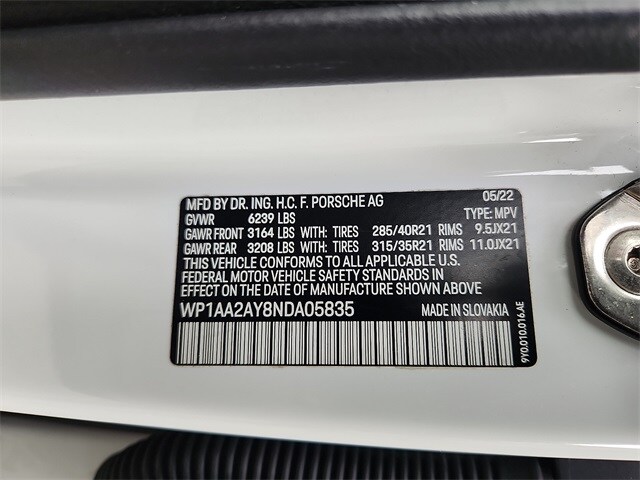 MFD BY DR. ING. H.C. F. PORSCHE AG 05/22
GVWR 6239 LBS TYPE: MPV
GAWR FRONT 3164 LBS WITH: TIRES 285/40R21 RIMS 9.5JX21
GAWR REAR 3208 LBS WITH: TIRES 315/35R21 RIMS 11.0JX21
THIS VEHICLE CONFORMS TO ALL APPLICABLE U.S.
FEDERAL MOTOR VEHICLE SAFETY STANDARDS IN
EFFECT ON THE DATE OF MANUFACTURE SHOWN ABOVE
WP1AA2AY8NDA05835 MADE IN SLOVAKIA
9Y0.010.016.AE